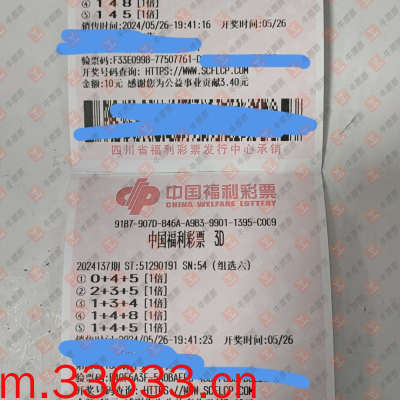 ④ 1 4 8 [1倍]
⑤ 1 4 5 [1倍]
销售时间:2024/05/26-19:41:16 开奖时间:05/26
验票码:F33E0998-77507761-D
开奖号码查询: HTTPS://WWW.SCFLCP.COM
金额:10元 感谢您为公益事业贡献3.40元
四川省福利彩票发行中心承销
中国福利彩票
CHINA WELFARE LOTTERY
91B7-907D-B46A-A9B3-9901-1395-C0C9
中国福利彩票 3D
2024137期 ST:51290191 SN:54 (组选六)
① 0+4+5 [1倍]
② 2+3+5 [1倍]
③ 1+3+4 [1倍]
④ 1+4+8 [1倍]
⑤ 1+4+5 [1倍]
销售时间:2024/05/26-19:41:23 开奖时间:05/26
m.33633.cn